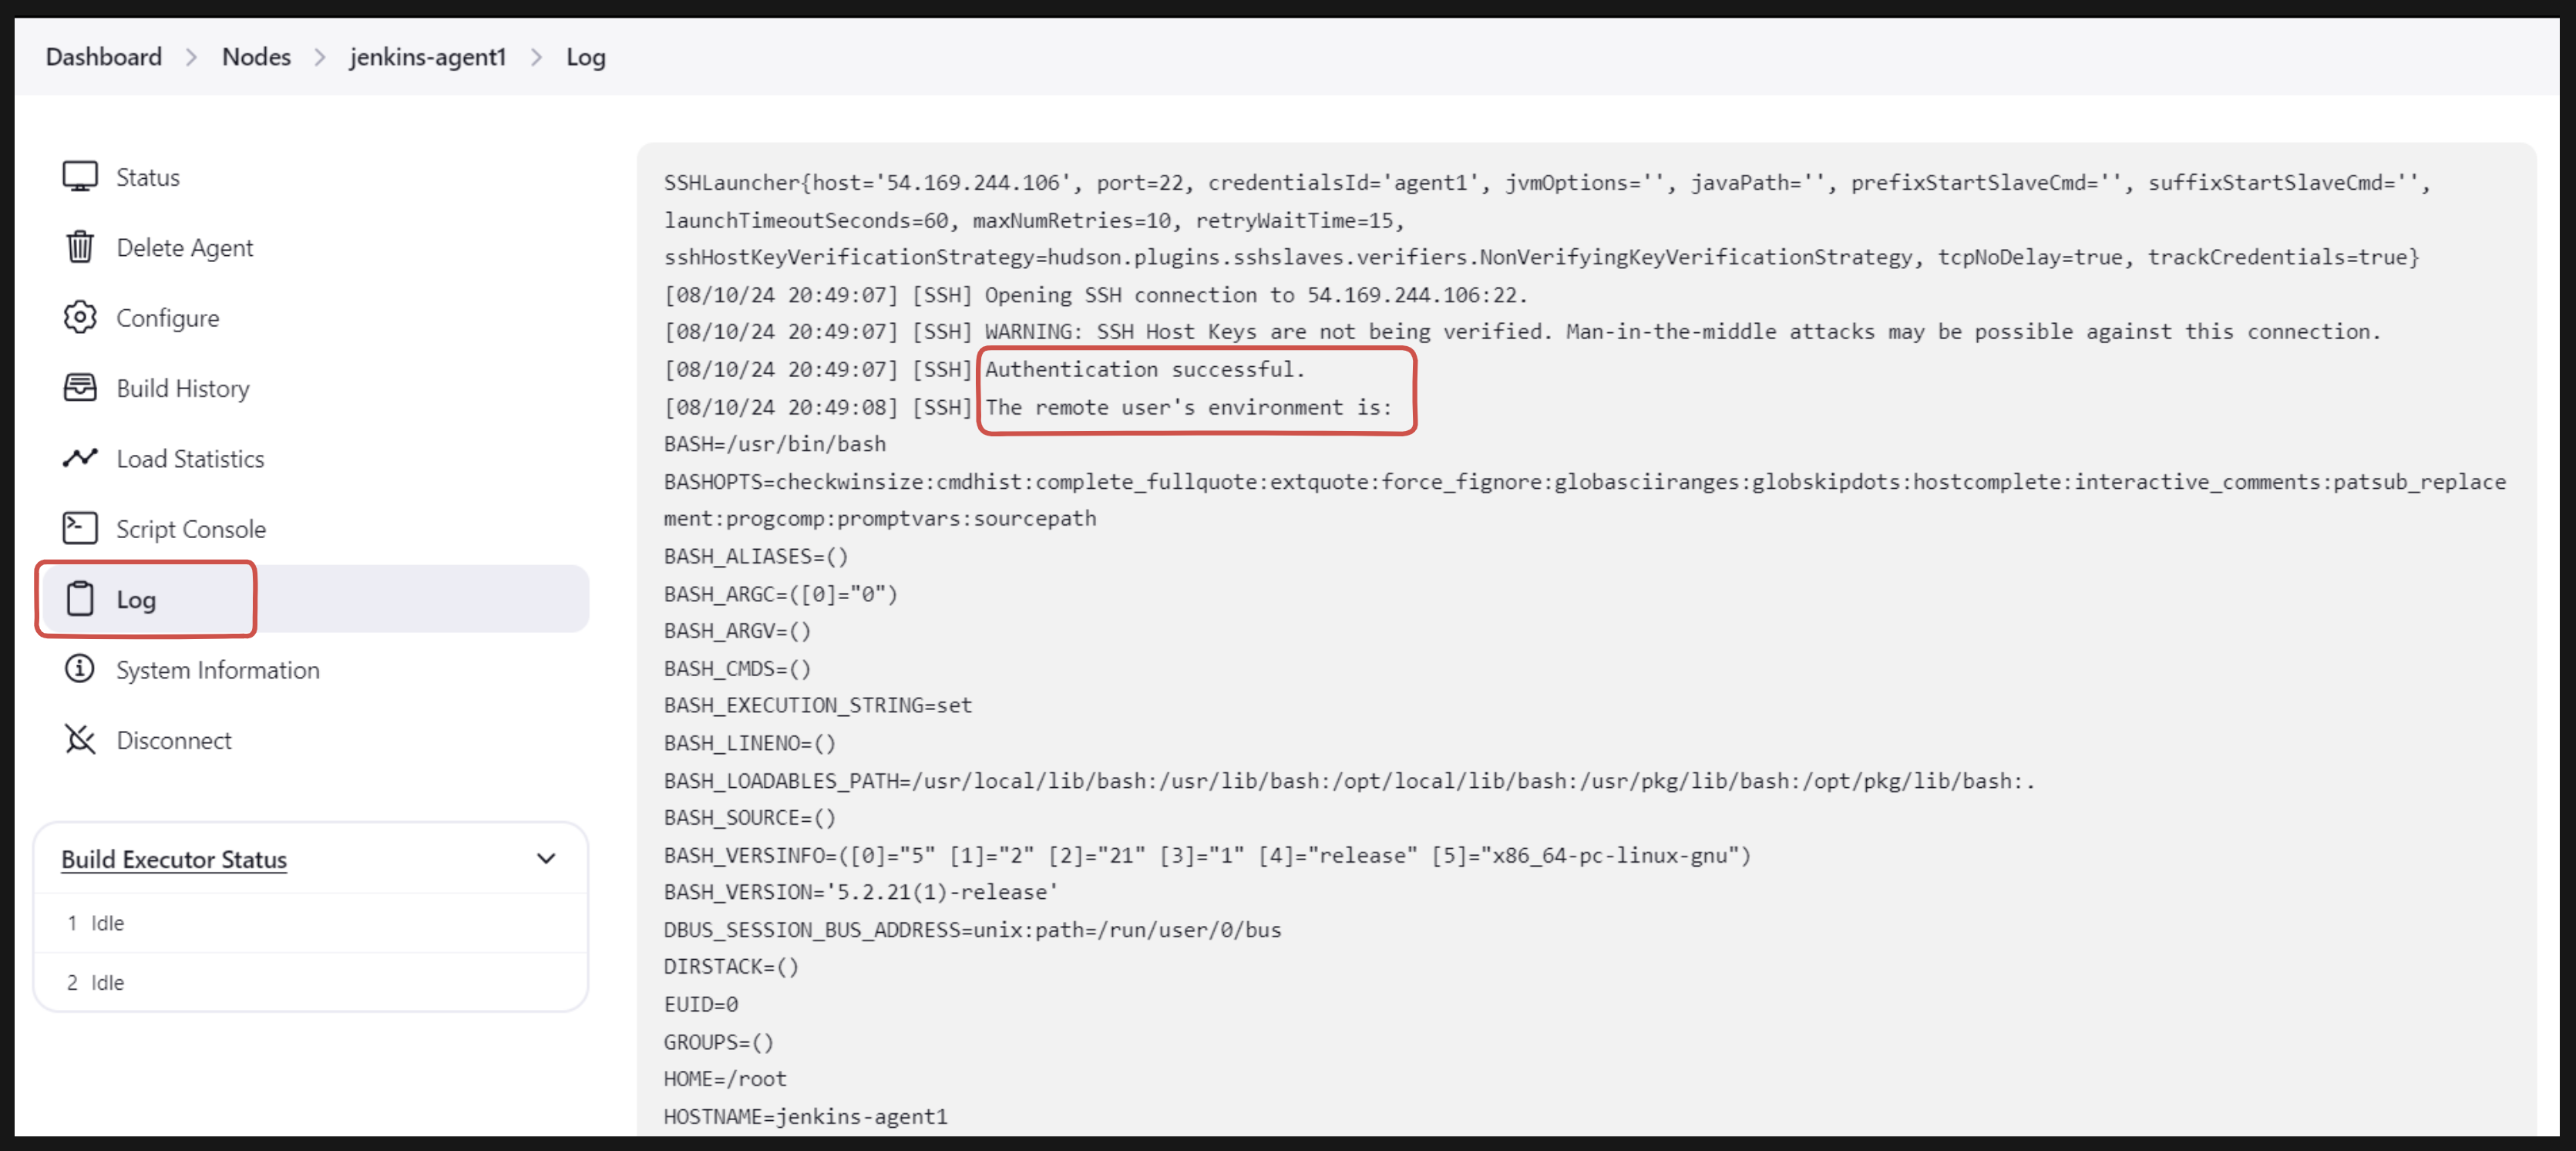 Dashboard > Nodes > jenkins-agent1 > Log
Status
Delete Agent
Configure
Build History
Load Statistics
Script Console
Log
System Information
Disconnect
Build Executor Status
1 Idle
2 Idle
SSHLauncher{host='54.169.244.106', port=22, credentialsId='agent1', jvmOptions='', javaPath='', prefixStartSlaveCmd='', suffixStartSlaveCmd='',
launchTimeoutSeconds=60, maxNumRetries=10, retryWaitTime=15,
sshHostKeyVerificationStrategy=hudson.plugins.sshslaves.verifiers.NonVerifyingKeyVerificationStrategy, tcpNoDelay=true, trackCredentials=true}
[08/10/24 20:49:07] [SSH] Opening SSH connection to 54.169.244.106:22.
[08/10/24 20:49:07] [SSH] WARNING: SSH Host Keys are not being verified. Man-in-the-middle attacks may be possible against this connection.
[08/10/24 20:49:07] [SSH] Authentication successful.
[08/10/24 20:49:08] [SSH] The remote user's environment is:
BASH=/usr/bin/bash
BASHOPTS=checkwinsize:cmdhist:complete_fullquote:extquote:force_fignore:globasciiranges:globskipdots:hostcomplete:interactive_comments:patsub_replace
ment:progcomp:promptvars:sourcepath
BASH_ALIASES=()
BASH_ARGC=([0]="0")
BASH_ARGV=()
BASH_CMDS=()
BASH_EXECUTION_STRING=set
BASH_LINENO=()
BASH_LOADABLES_PATH=/usr/local/lib/bash:/usr/lib/bash:/opt/local/lib/bash:/usr/pkg/lib/bash:/opt/pkg/lib/bash:.
BASH_SOURCE=()
BASH_VERSINFO=([0]="5" [1]="2" [2]="21" [3]="1" [4]="release" [5]="x86_64-pc-linux-gnu")
BASH_VERSION='5.2.21(1)-release'
DBUS_SESSION_BUS_ADDRESS=unix:path=/run/user/0/bus
DIRSTACK=()
EUID=0
GROUPS=()
HOME=/root
HOSTNAME=jenkins-agent1